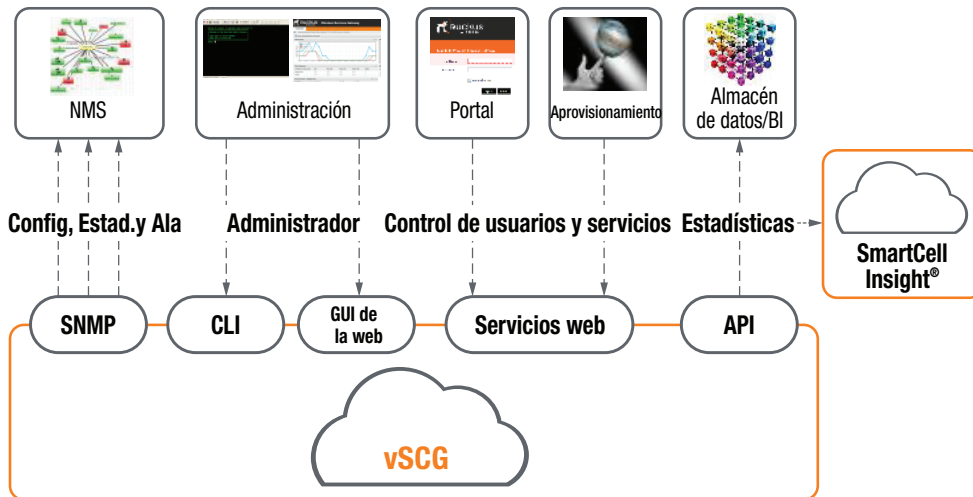 NMS
Administración
Ruckus
Portal
Aprovisionamiento
Almacén
de datos/BI
Config, Estad.y Ala
Administrador
Control de usuarios y servicios
Estadísticas
SmartCell
Insight®
SNMP
CLI
GUI de
la web
Servicios web
API
vSCG